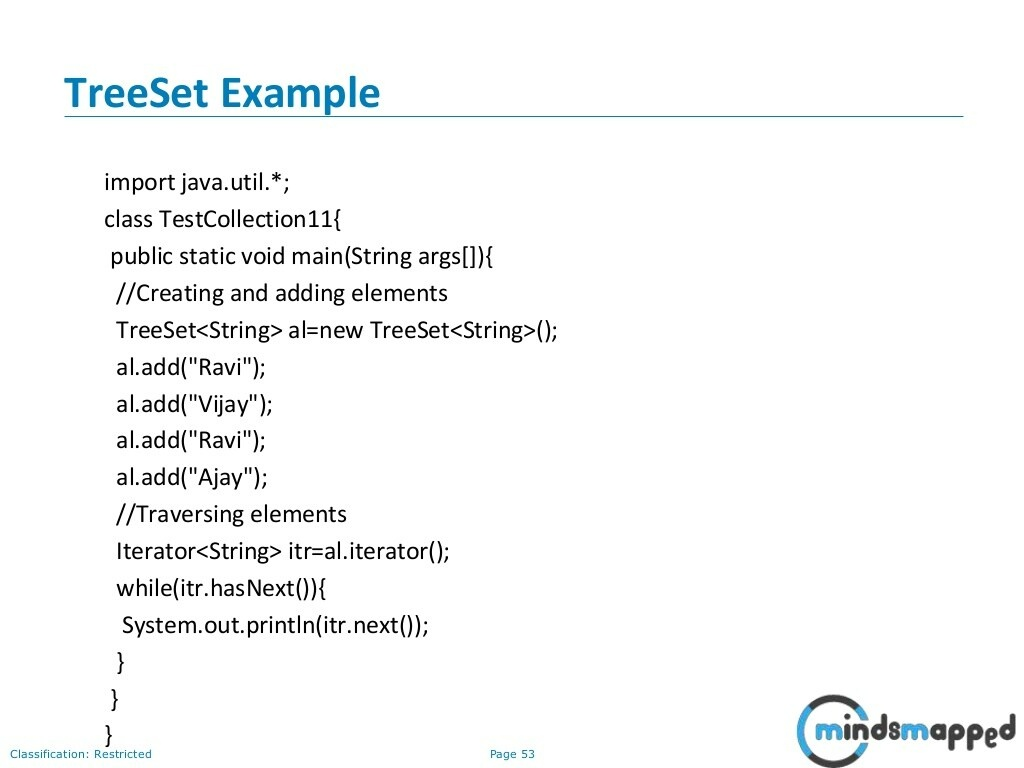 TreeSet Example
import java.util.*;
class TestCollection11{
public static void main(String args[]){
//Creating and adding elements
TreeSet<String> al=new TreeSet<String>();
al.add("Ravi");
al.add("Vijay");
al.add("Ravi");
al.add("Ajay");
//Traversing elements
Iterator<String> itr=al.iterator();
while(itr.hasNext()){
System.out.println(itr.next());
}
}
}
Classification: Restricted
Page 53
mindsmapped